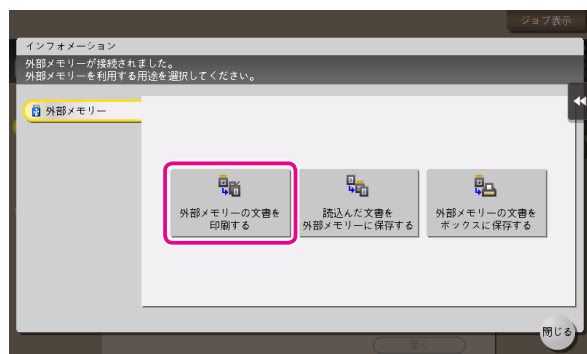 ジョブ表示
インフォメーション
外部メモリーが接続されました。
外部メモリーを利用する用途を選択してください。
外部メモリー
外部メモリーの文書を
印刷する
読込んだ文書を
外部メモリーに保存する
外部メモリーの文書を
ボックスに保存する
閉じる
開く